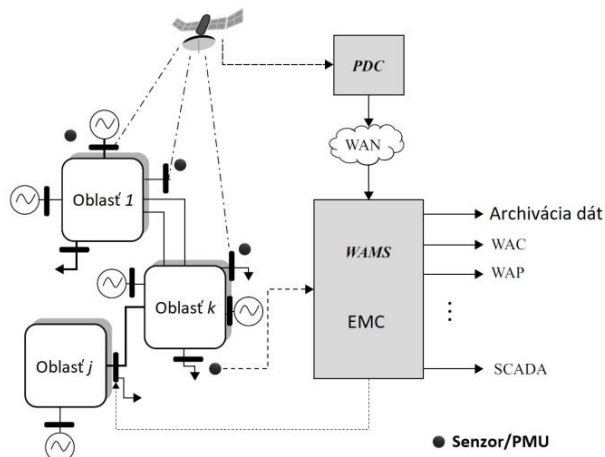 PDC
WAN
Oblasť 1
Archivácia dát
WAC
WAMS
WAP
Oblasť k
EMC
Oblasť j
SCADA
Senzor/PMU